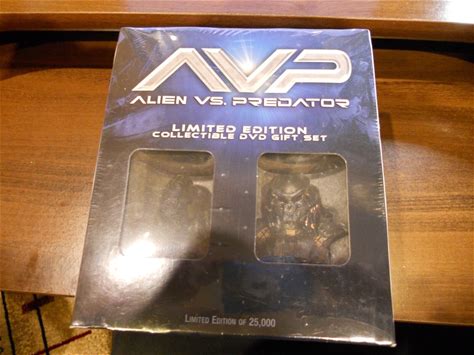 AVP
ALIEN VS. PREDATOR
LIMITED EDITION
COLLECTIBLE DVD GIFT SET
LIMITED EDITION OF 25,000